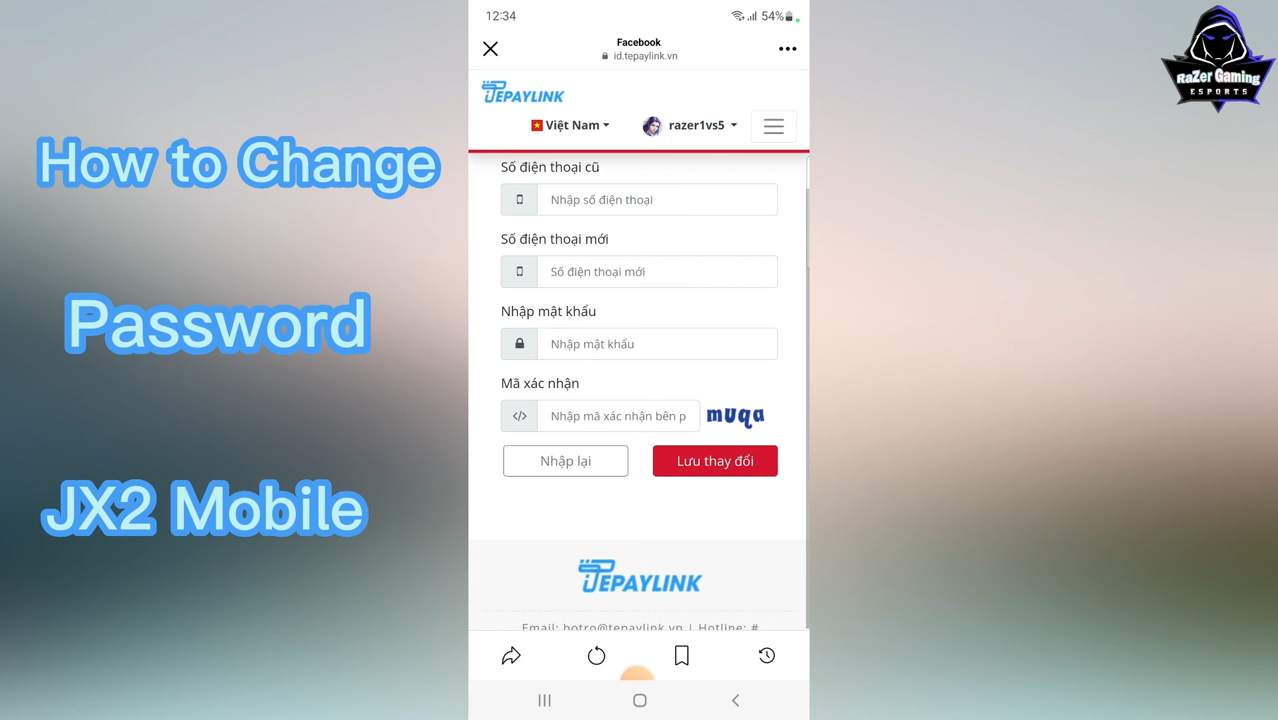 How to Change
Password
JX2 Mobile
12:34
54%
Facebook
id.tepaylink.vn
TEPAYLINK
Việt Nam
razer1vs5
Số điện thoại cũ
Nhập số điện thoại
Số điện thoại mới
Số điện thoại mới
Nhập mật khẩu
Nhập mật khẩu
Mã xác nhận
Nhập mã xác nhận bên p
muqa
Nhập lại
Lưu thay đổi
TEPAYLINK
Email: hotro@tepaylink.vn | Hotline: #
RaZer Gaming
ESPORTS